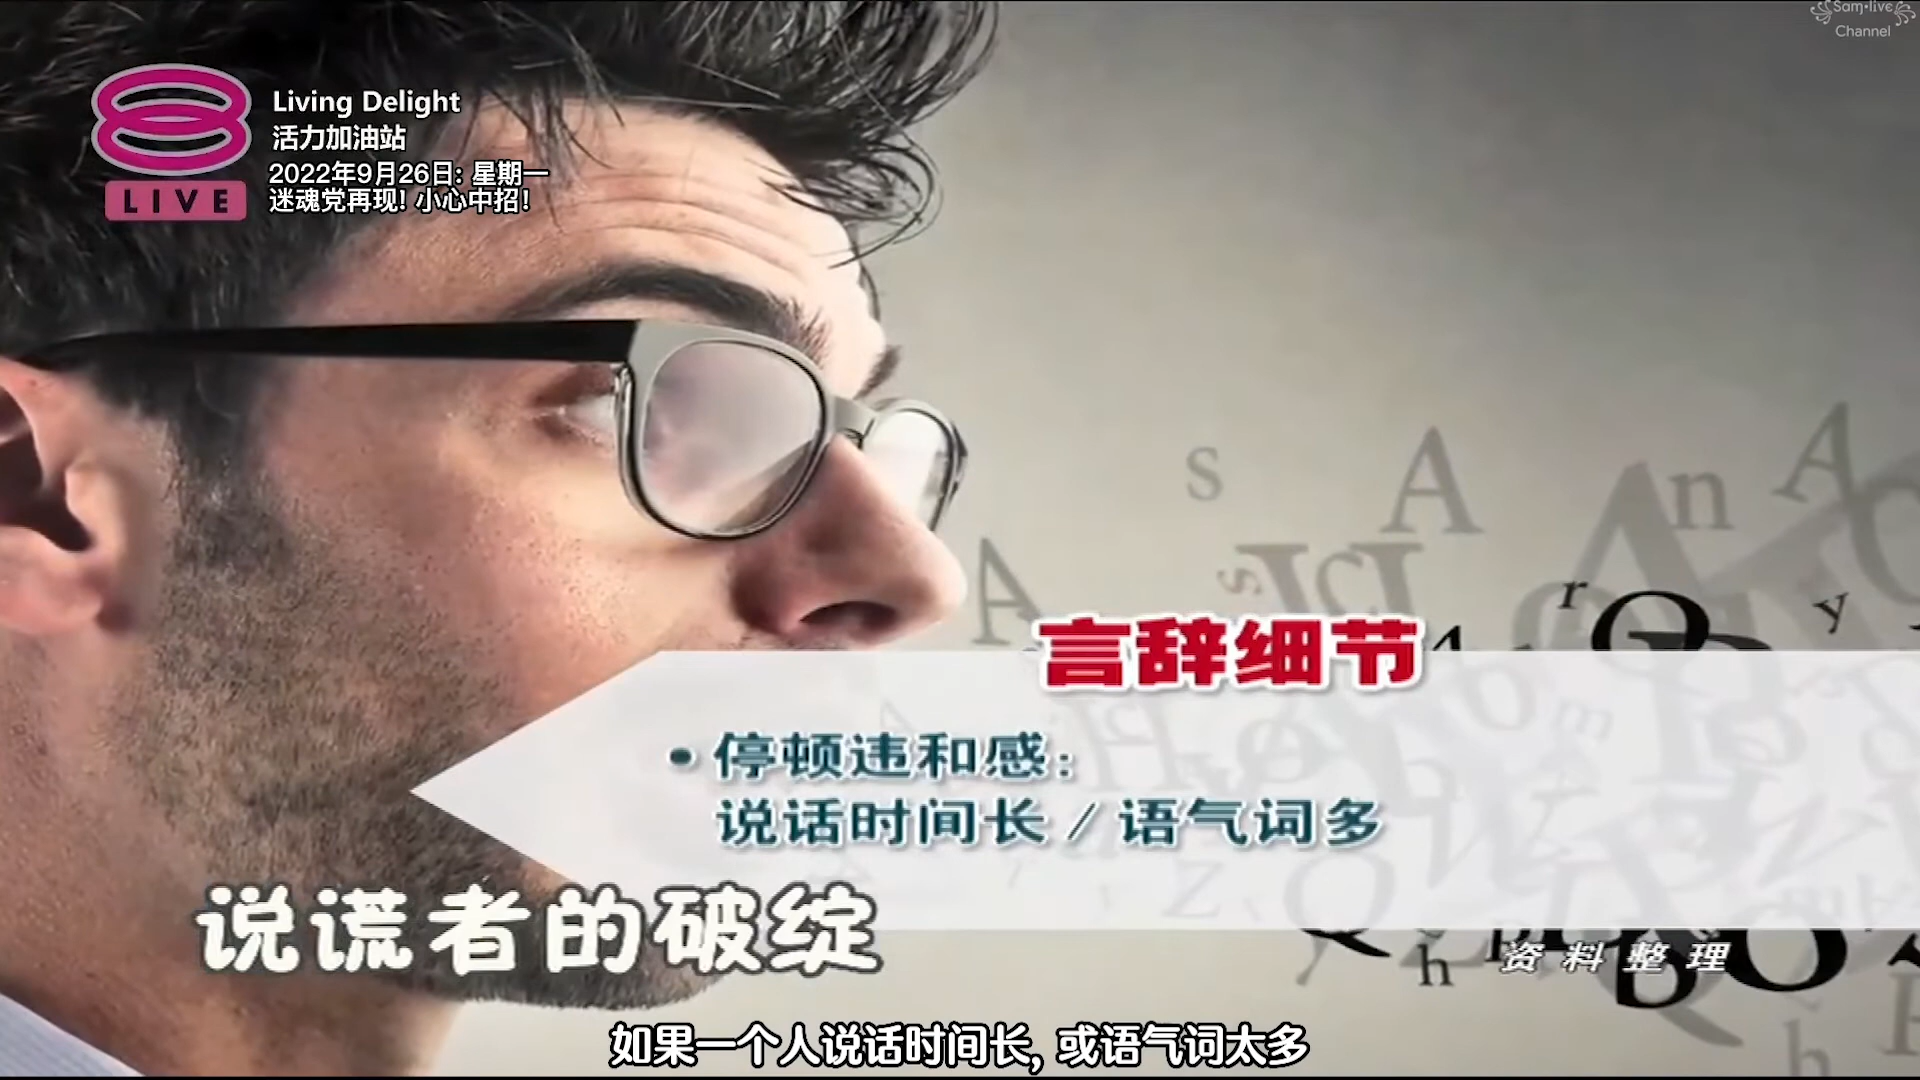 Sam•live
Channel
Living Delight
活力加油站
2022年9月26日: 星期一
迷魂党再现! 小心中招!
LIVE
言辞细节
• 停顿违和感:
说话时间长 / 语气词多
说谎者的破绽
资料整理
如果一个人说话时间长, 或语气词太多